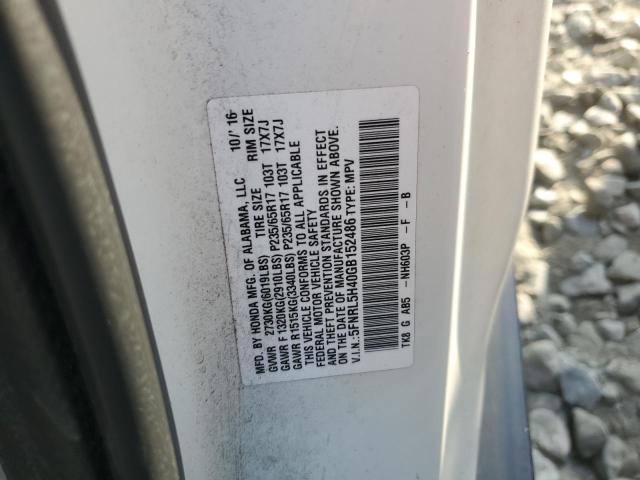 MFD. BY HONDA MFG. OF ALABAMA, LLC 10/'16
TIRE SIZE RIM SIZE
GVWR 2730KG(6019LBS) P235/65R17 103T 17X7J
GAWR F 1320KG(2910LBS) P235/65R17 103T 17X7J
GAWR R 1515KG(3340LBS)
THIS VEHICLE CONFORMS TO ALL APPLICABLE
FEDERAL MOTOR VEHICLE SAFETY
AND THEFT PREVENTION STANDARDS IN EFFECT
ON THE DATE OF MANUFACTURE SHOWN ABOVE.
V.I.N.:5FNRL5H40GB152486 TYPE: MPV
TK8 G AB5 -NH603P -F -B